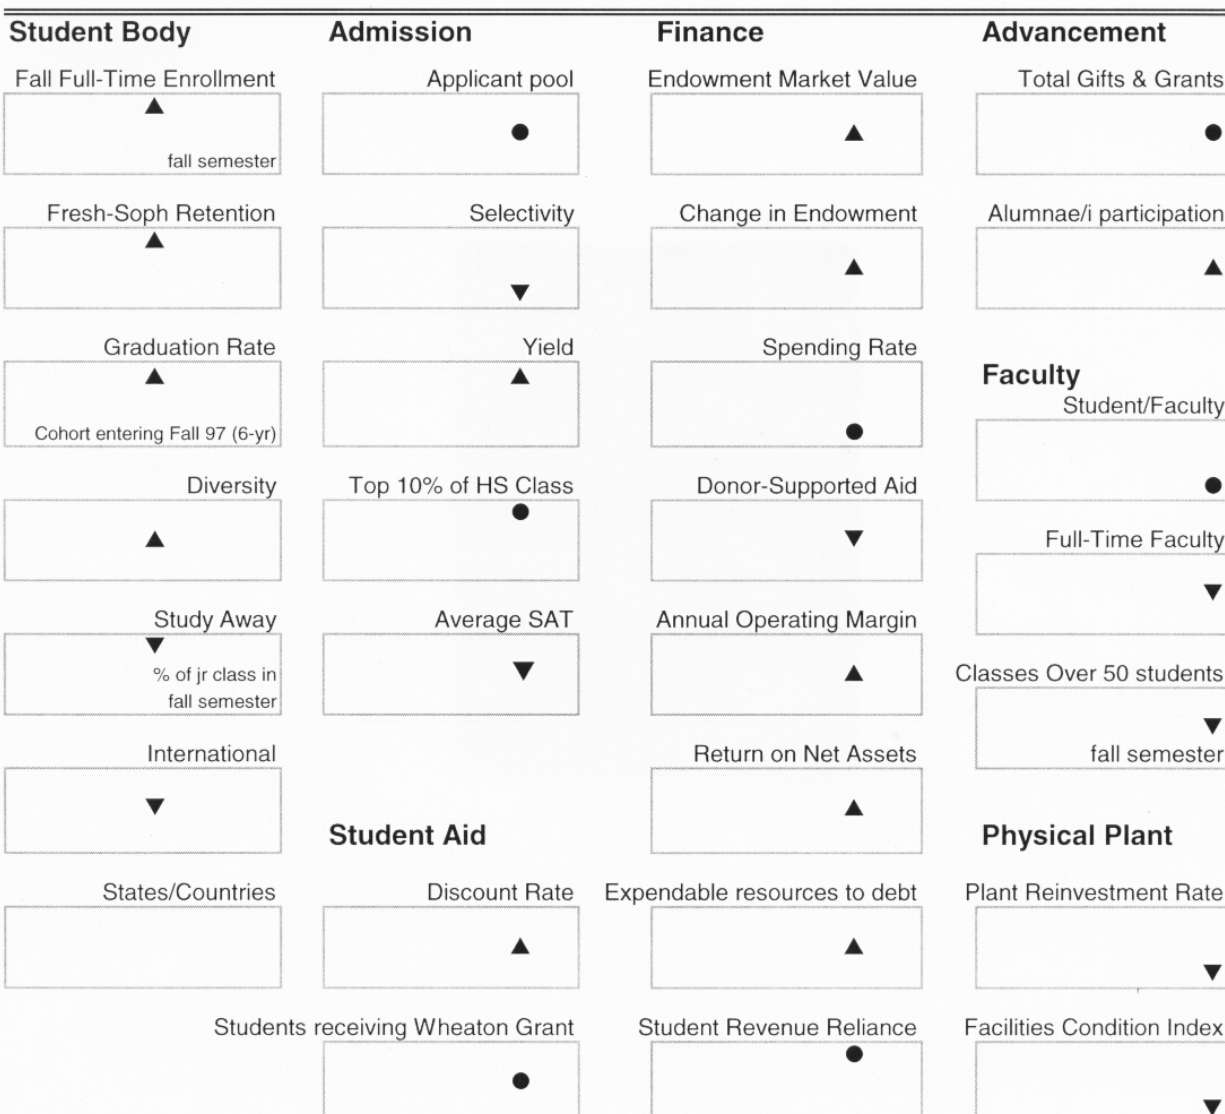 Student Body
Fall Full-Time Enrollment
fall semester
Fresh-Soph Retention
Graduation Rate
Cohort entering Fall 97 (6-yr)
Diversity
Study Away
% of jr class in
fall semester
International
States/Countries
Admission
Applicant pool
Selectivity
Yield
Top 10% of HS Class
Average SAT
Student Aid
Discount Rate
Students receiving Wheaton Grant
Finance
Endowment Market Value
Change in Endowment
Spending Rate
Donor-Supported Aid
Annual Operating Margin
Return on Net Assets
Expendable resources to debt
Student Revenue Reliance
Advancement
Total Gifts & Grants
Alumnae/i participation
Faculty
Student/Faculty
Full-Time Faculty
Classes Over 50 students
fall semester
Physical Plant
Plant Reinvestment Rate
Facilities Condition Index